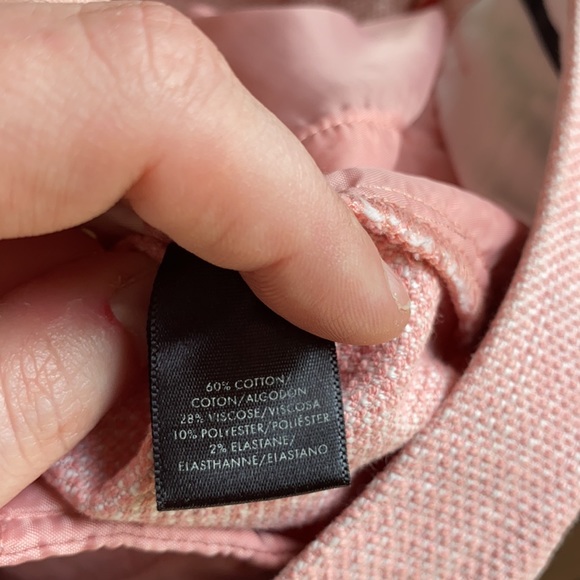 60% COTTON/
COTON/ALGODON
28% VISCOSE/VISCOSA
10% POLYESTER/POLIÉSTER
2% ELASTANE/
ELASTHANNE/ELASTANO